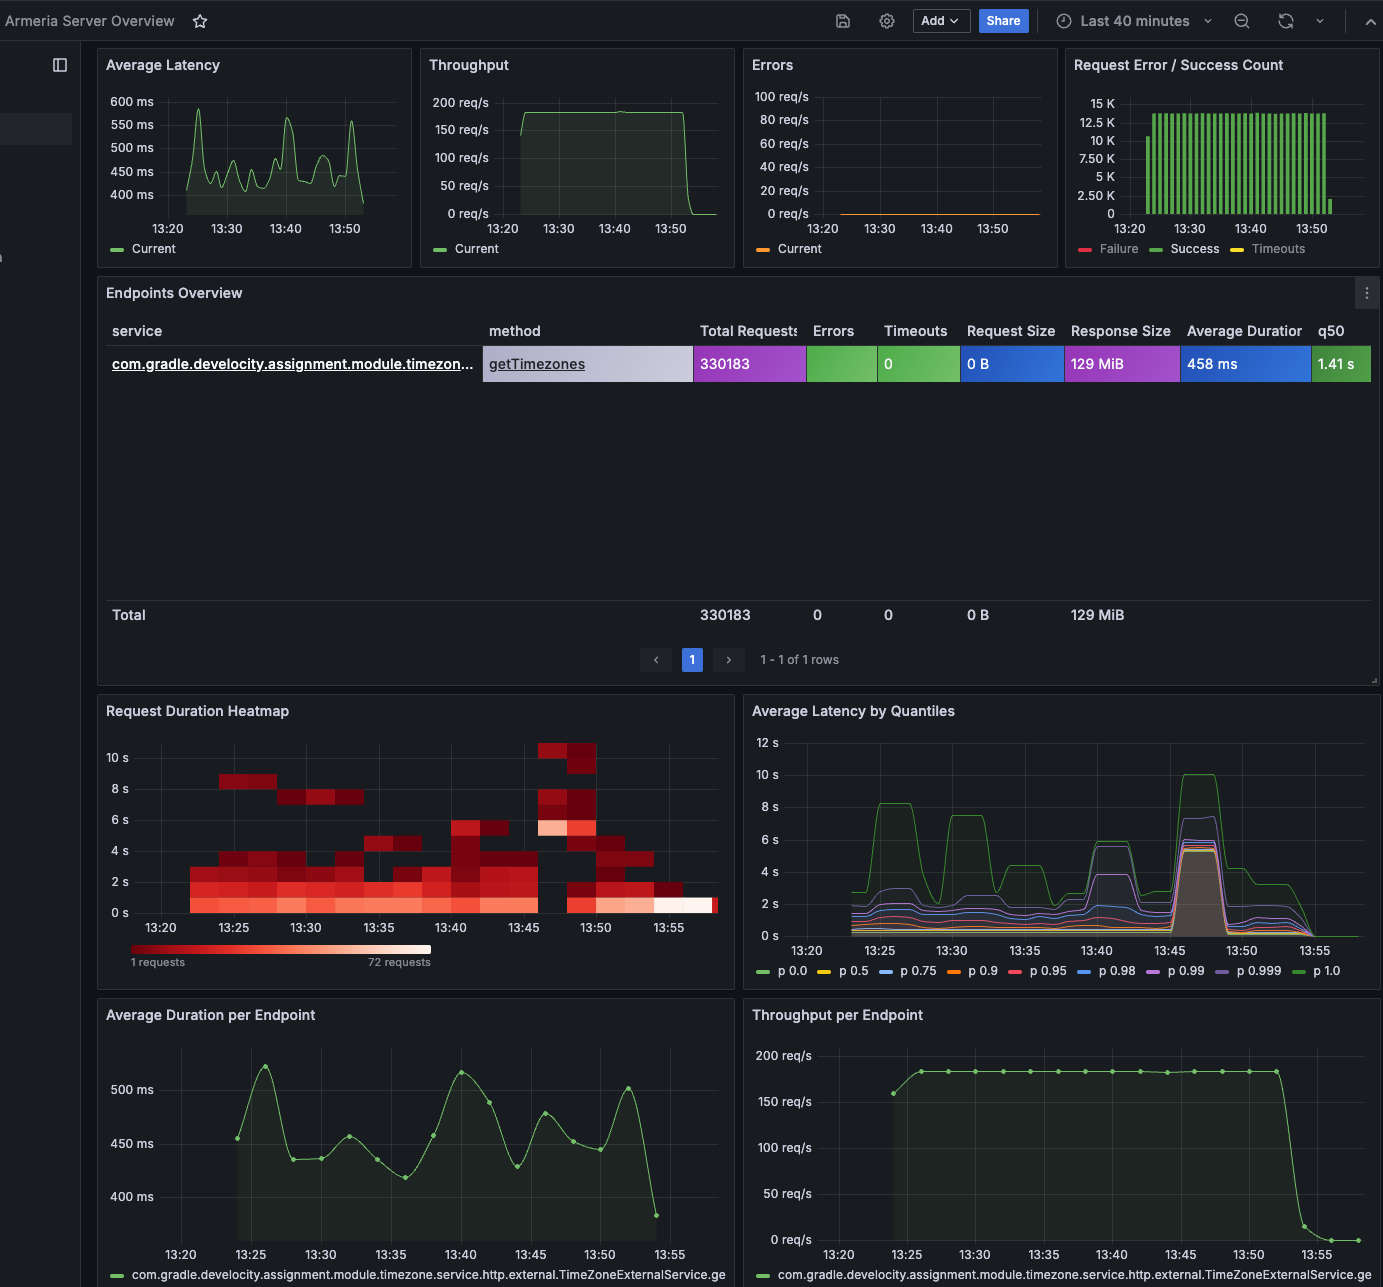 Armeria Server Overview
Add
Share
Last 40 minutes
Average Latency
600 ms
550 ms
500 ms
450 ms
400 ms
13:20 13:30 13:40 13:50
Current
Throughput
200 req/s
150 req/s
100 req/s
50 req/s
0 req/s
13:20 13:30 13:40 13:50
Current
Errors
100 req/s
80 req/s
60 req/s
40 req/s
20 req/s
0 req/s
13:20 13:30 13:40 13:50
Current
Request Error / Success Count
15 K
12.5 K
10 K
7.50 K
5 K
2.50 K
0
13:20 13:30 13:40 13:50
Failure Success Timeouts
Endpoints Overview
service method Total Requests Errors Timeouts Request Size Response Size Average Duration q50
com.gradle.develocity.assignment.module.timezon... getTimezones 330183 0 0 B 129 MiB 458 ms 1.41 s
Total 330183 0 0 0 B 129 MiB
1 1 - 1 of 1 rows
Request Duration Heatmap
10 s
8 s
6 s
4 s
2 s
0 s
13:20 13:25 13:30 13:35 13:40 13:45 13:50 13:55
1 requests 72 requests
Average Latency by Quantiles
12 s
10 s
8 s
6 s
4 s
2 s
0 s
13:20 13:25 13:30 13:35 13:40 13:45 13:50 13:55
p 0.0 p 0.5 p 0.75 p 0.9 p 0.95 p 0.98 p 0.99 p 0.999 p 1.0
Average Duration per Endpoint
500 ms
450 ms
400 ms
13:20 13:25 13:30 13:35 13:40 13:45 13:50 13:55
com.gradle.develocity.assignment.module.timezone.service.http.external.TimeZoneExternalService.ge
Throughput per Endpoint
200 req/s
150 req/s
100 req/s
50 req/s
0 req/s
13:20 13:25 13:30 13:35 13:40 13:45 13:50 13:55
com.gradle.develocity.assignment.module.timezone.service.http.external.TimeZoneExternalService.ge